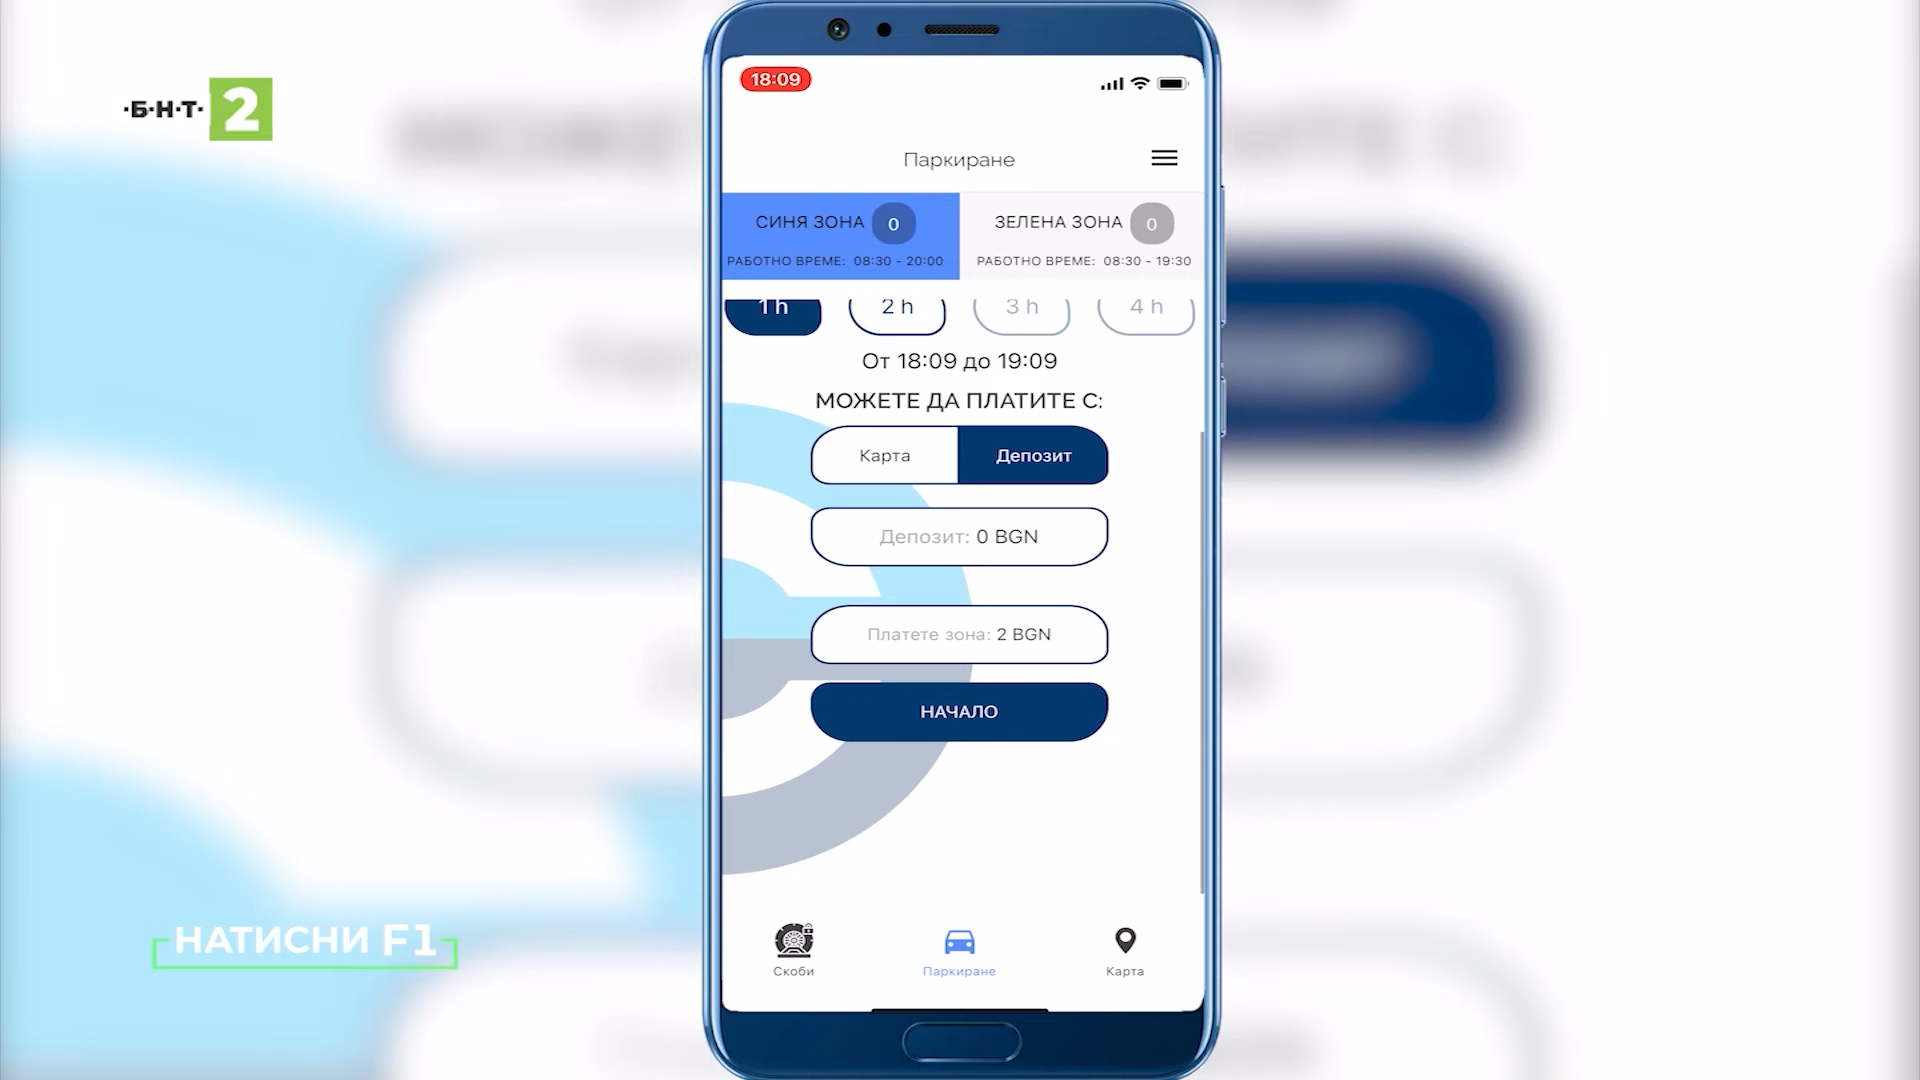 ·Б·Н·Т· 2
18:09
Паркиране
СИНЯ ЗОНА 0
РАБОТНО ВРЕМЕ: 08:30 - 20:00
ЗЕЛЕНА ЗОНА 0
РАБОТНО ВРЕМЕ: 08:30 - 19:30
1 h 2 h 3 h 4 h
От 18:09 до 19:09
МОЖЕТЕ ДА ПЛАТИТЕ С:
Карта Депозит
Депозит: 0 BGN
Платете зона: 2 BGN
НАЧАЛО
Скоби Паркиране Карта
НАТИСНИ F1